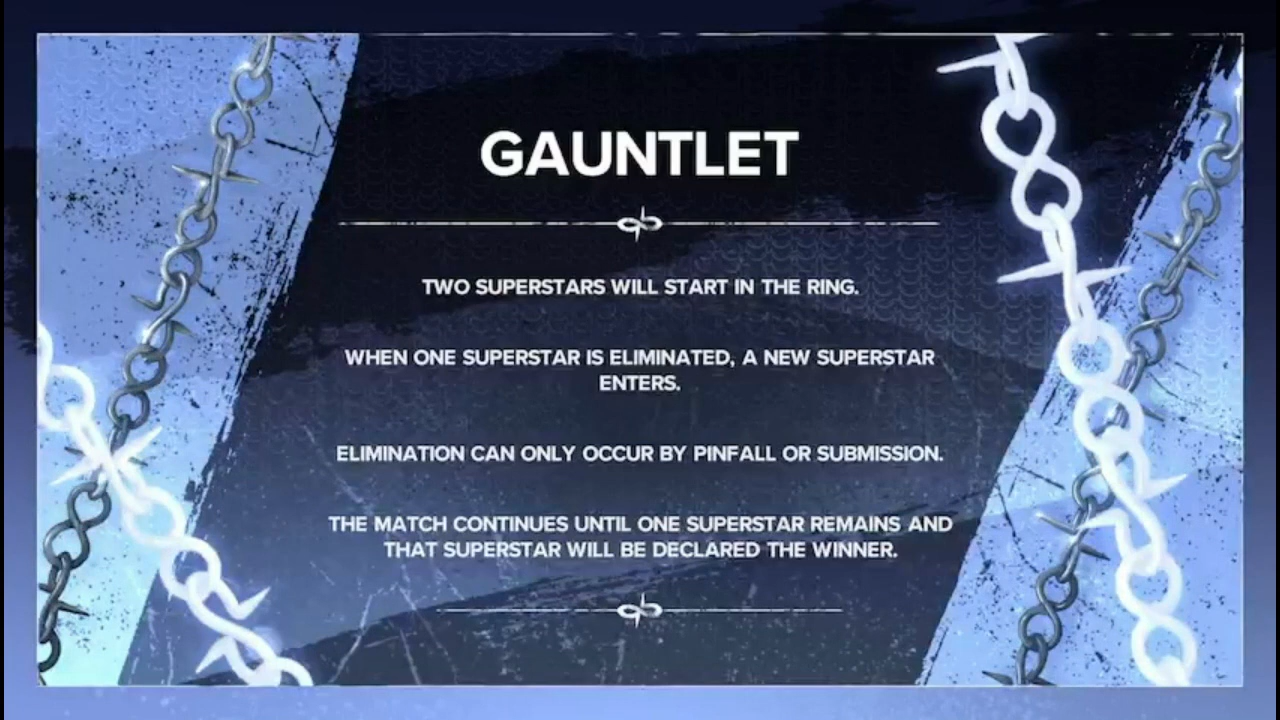 GAUNTLET
TWO SUPERSTARS WILL START IN THE RING.
WHEN ONE SUPERSTAR IS ELIMINATED, A NEW SUPERSTAR
ENTERS.
ELIMINATION CAN ONLY OCCUR BY PINFALL OR SUBMISSION.
THE MATCH CONTINUES UNTIL ONE SUPERSTAR REMAINS AND
THAT SUPERSTAR WILL BE DECLARED THE WINNER.